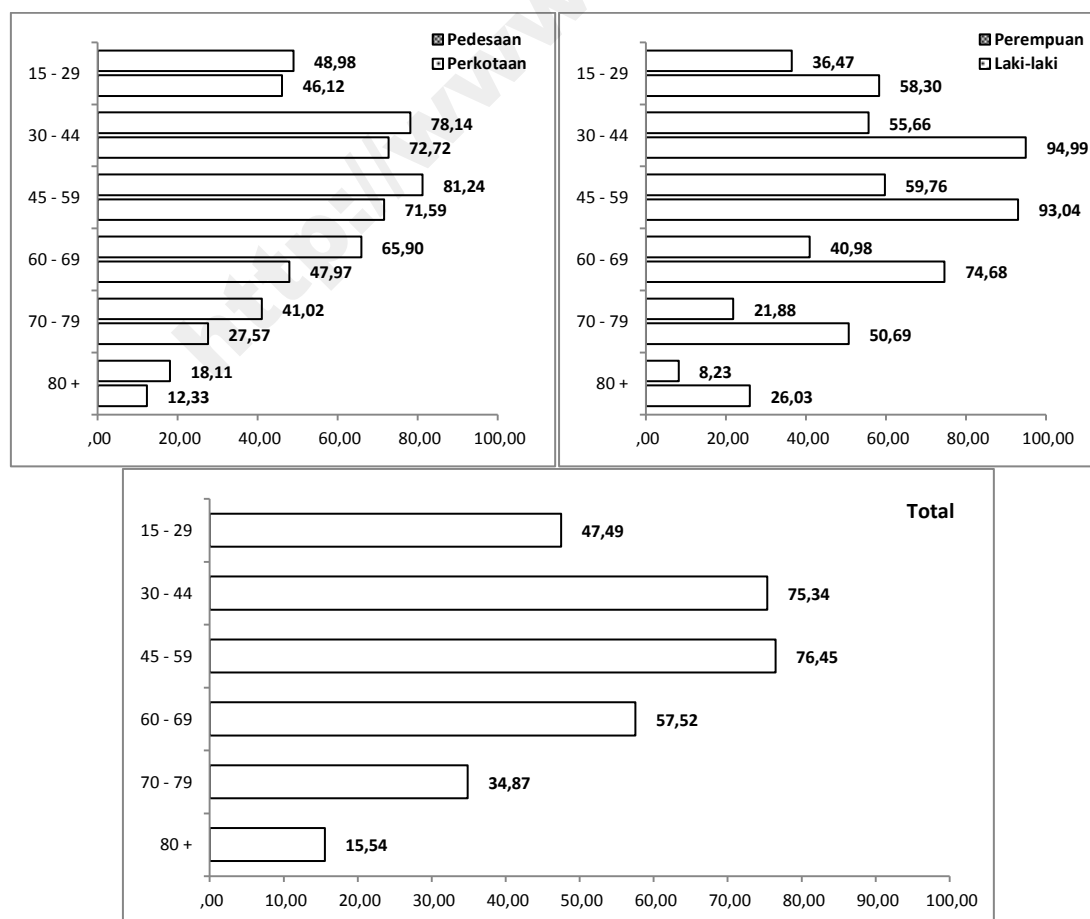 Pedesaan
Perkotaan
15 - 29
48,98
46,12
30 - 44
78,14
72,72
45 - 59
81,24
71,59
60 - 69
65,90
47,97
70 - 79
41,02
27,57
80 +
18,11
12,33
,00 20,00 40,00 60,00 80,00 100,00
Perempuan
Laki-laki
15 - 29
36,47
58,30
30 - 44
55,66
94,99
45 - 59
59,76
93,04
60 - 69
40,98
74,68
70 - 79
21,88
50,69
80 +
8,23
26,03
,00 20,00 40,00 60,00 80,00 100,00
Total
15 - 29 47,49
30 - 44 75,34
45 - 59 76,45
60 - 69 57,52
70 - 79 34,87
80 + 15,54
,00 10,00 20,00 30,00 40,00 50,00 60,00 70,00 80,00 90,00 100,00
http://www